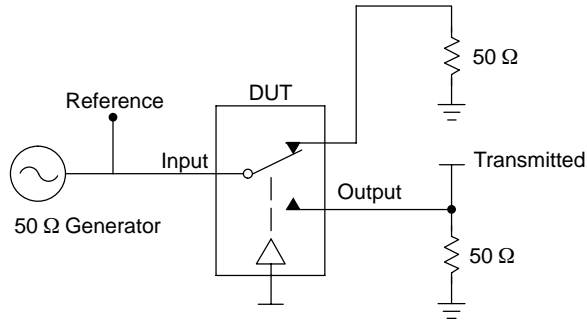 50 Ω
DUT
Reference
Input
Transmitted
Output
50 Ω Generator
50 Ω